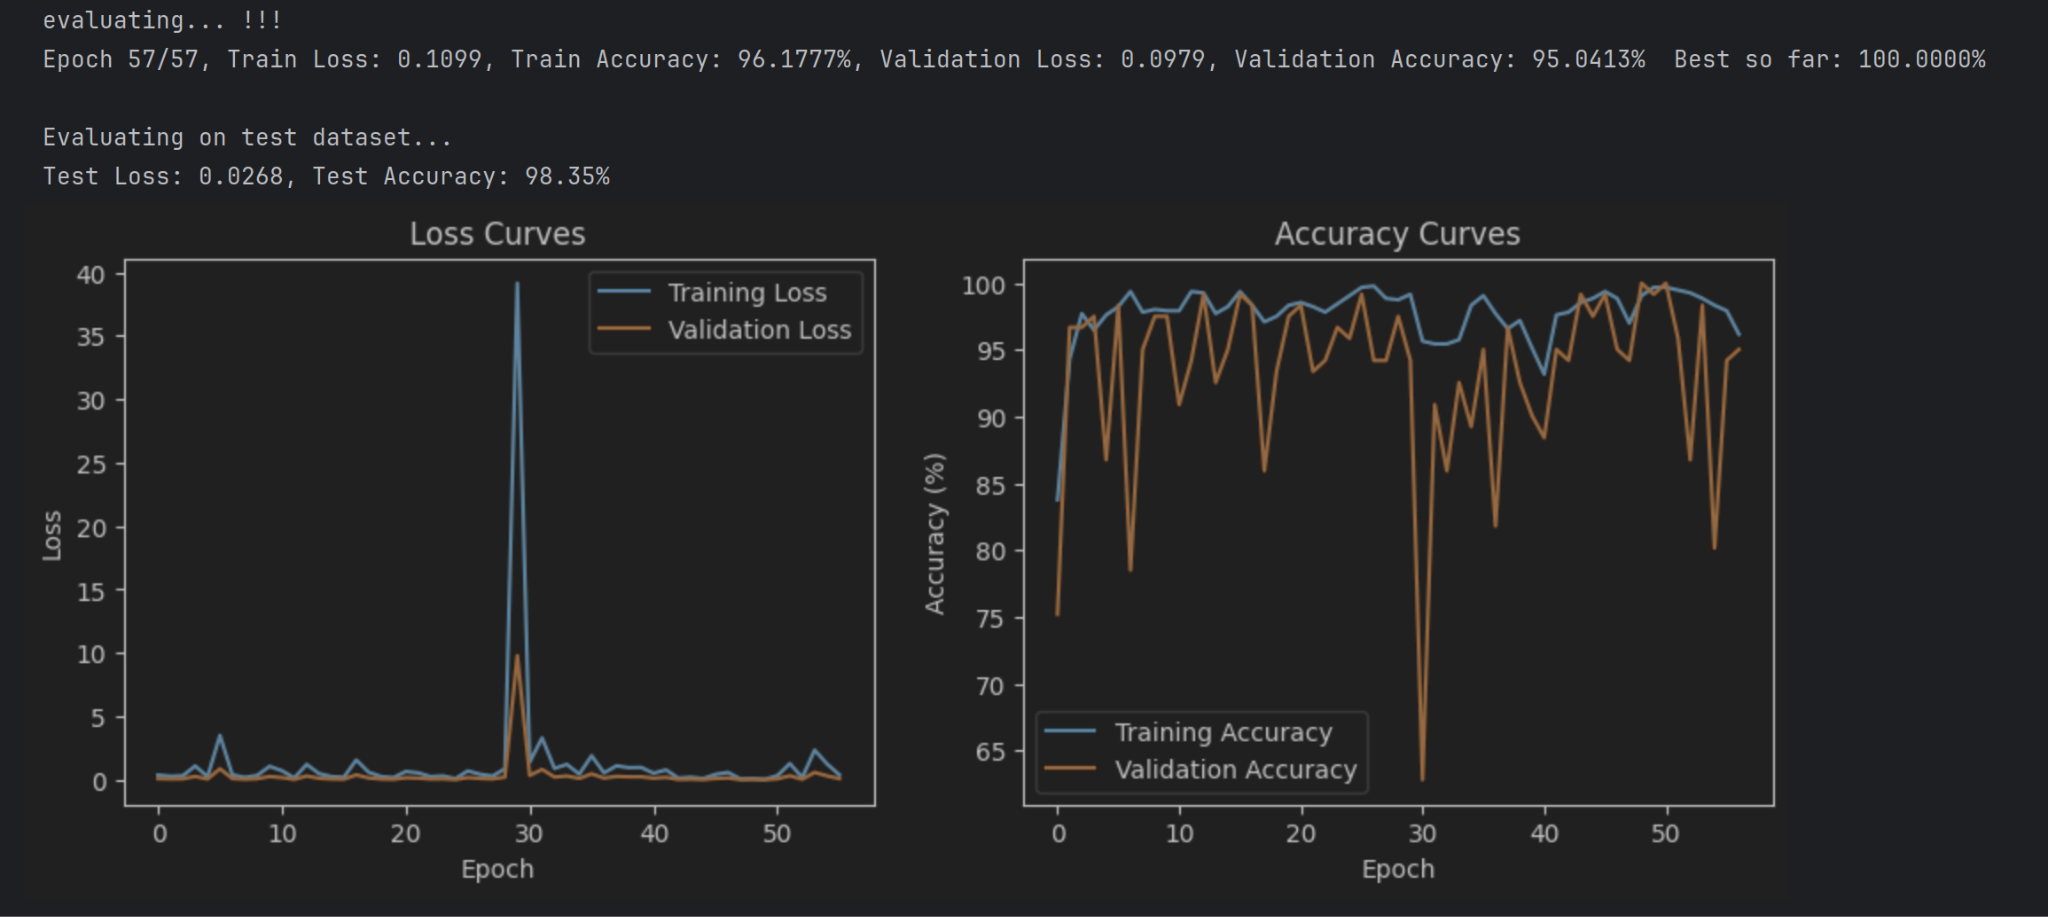 evaluating... !!!
Epoch 57/57, Train Loss: 0.1099, Train Accuracy: 96.1777%, Validation Loss: 0.0979, Validation Accuracy: 95.0413%  Best so far: 100.0000%
Evaluating on test dataset...
Test Loss: 0.0268, Test Accuracy: 98.35%
Loss Curves
40
35
30
25
20
15
10
5
0
Loss
Training Loss
Validation Loss
0 10 20 30 40 50
Epoch
Accuracy Curves
100
95
90
85
80
75
70
65
Accuracy (%)
Training Accuracy
Validation Accuracy
0 10 20 30 40 50
Epoch